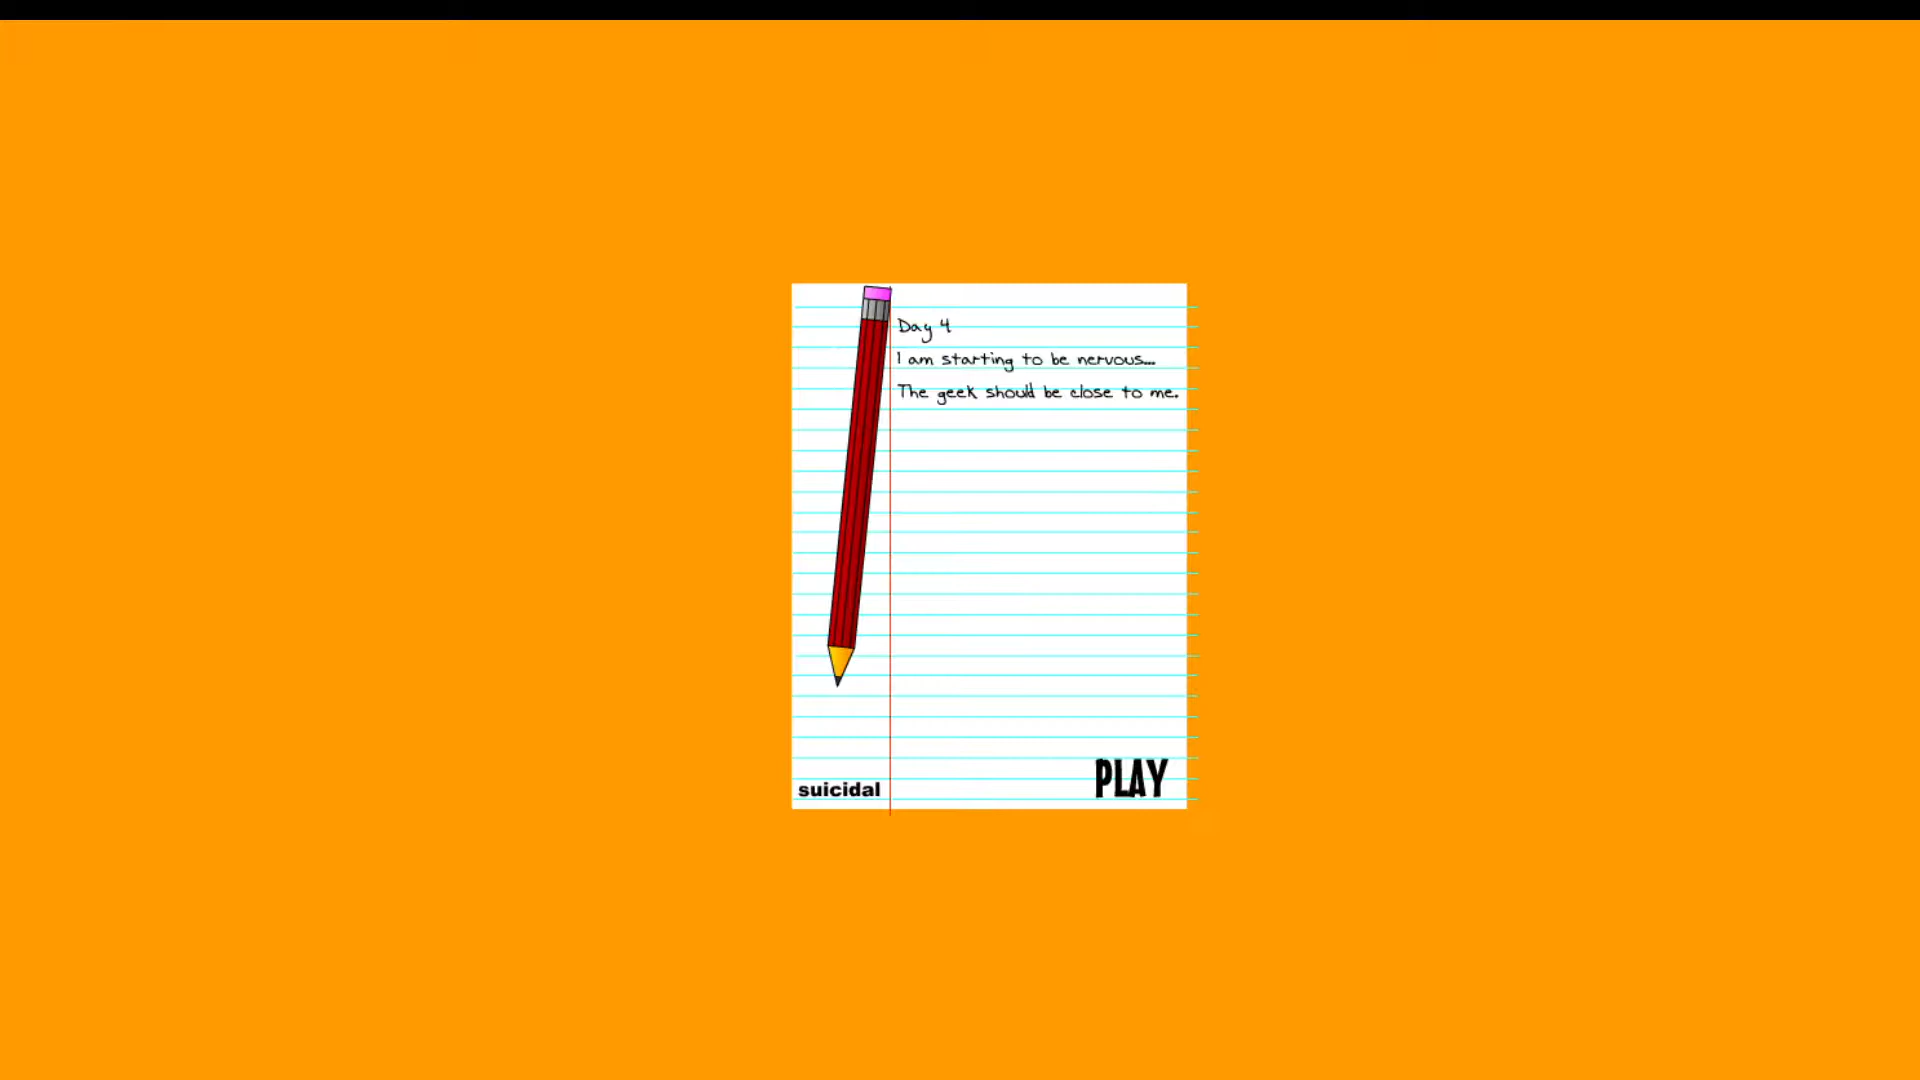 Day 4
I am starting to be nervous...
The geek should be close to me.
suicidal
PLAY